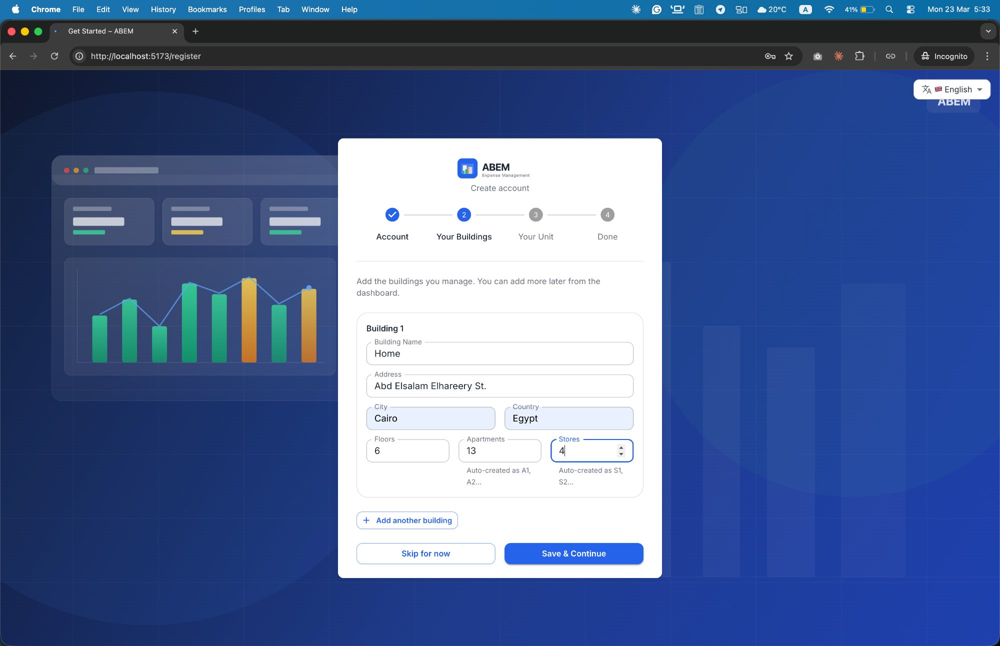 Chrome File Edit View History Bookmarks Profiles Tab Window Help A 20°C 41% Mon 23 Mar 5:33
Get Started – ABEM
http://localhost:5173/register Incognito
English
ABEM
ABEM
Expense Management
Create account
2 3 4
Account Your Buildings Your Unit Done
Add the buildings you manage. You can add more later from the
dashboard.
Building 1
Building Name
Home
Address
Abd Elsalam Elhareery St.
City Country
Cairo Egypt
Floors Apartments Stores
6 13 4
Auto-created as A1, Auto-created as S1,
A2... S2...
+ Add another building
Skip for now Save & Continue